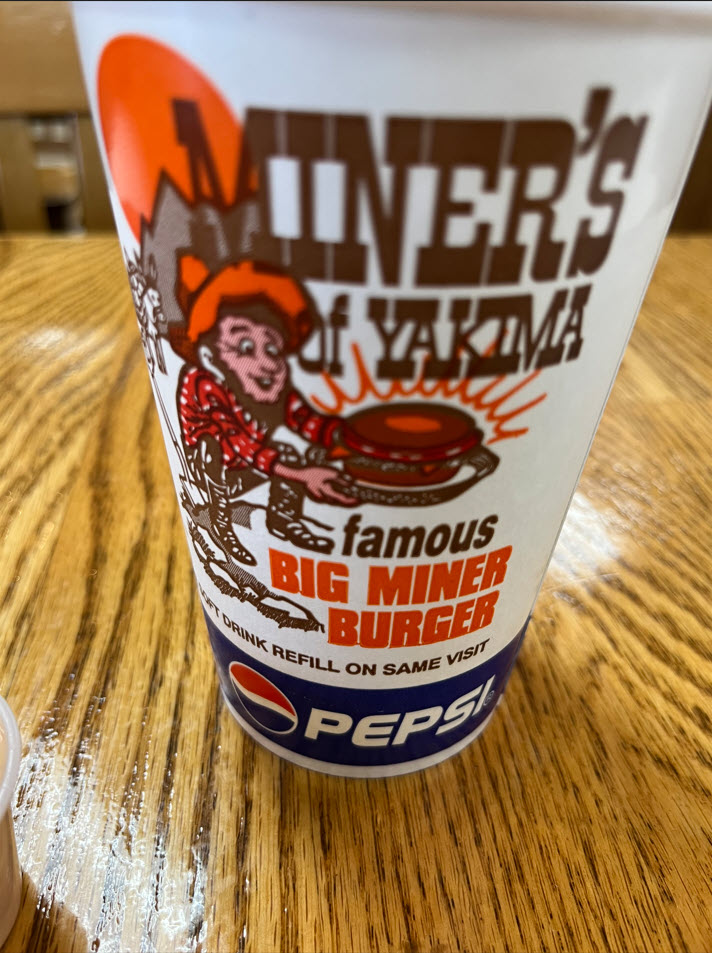 MINER'S
of YAKIMA
famous
BIG MINER
BURGER
DRINK REFILL ON SAME VISIT
PEPSI